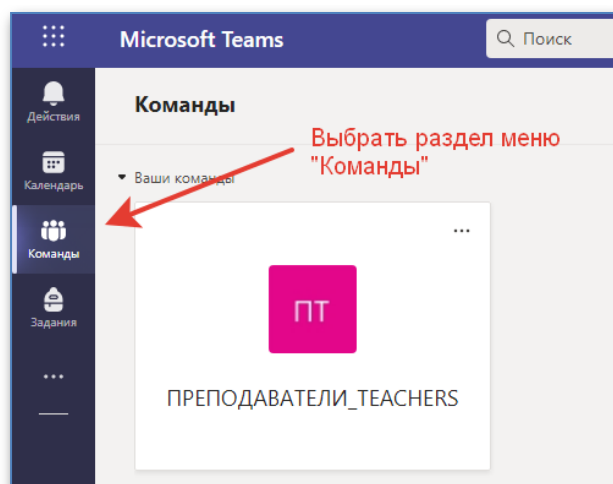 Microsoft Teams
Поиск
Действия
Календарь
Команды
Задания
Команды
Выбрать раздел меню
"Команды"
Ваши команды
ПТ
ПРЕПОДАВАТЕЛИ_TEACHERS